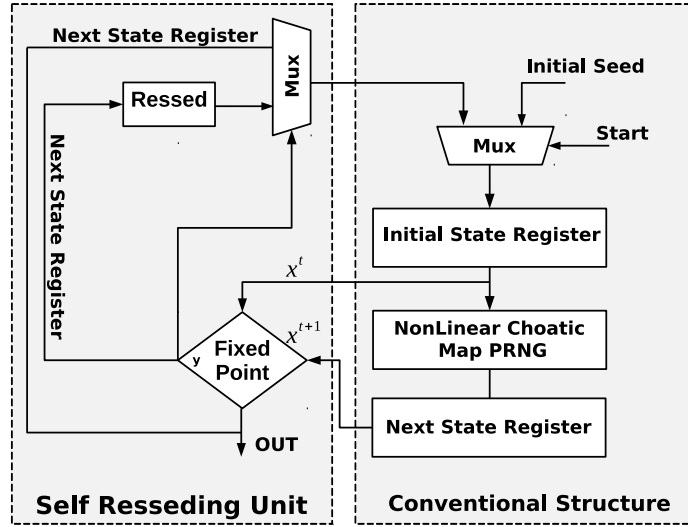 Next State Register
Mux
Ressed
Next State Register
x^t
x^{t+1}
y
Fixed
Point
OUT
Self Resseding Unit
Initial Seed
Start
Mux
Initial State Register
NonLinear Choatic
Map PRNG
Next State Register
Conventional Structure